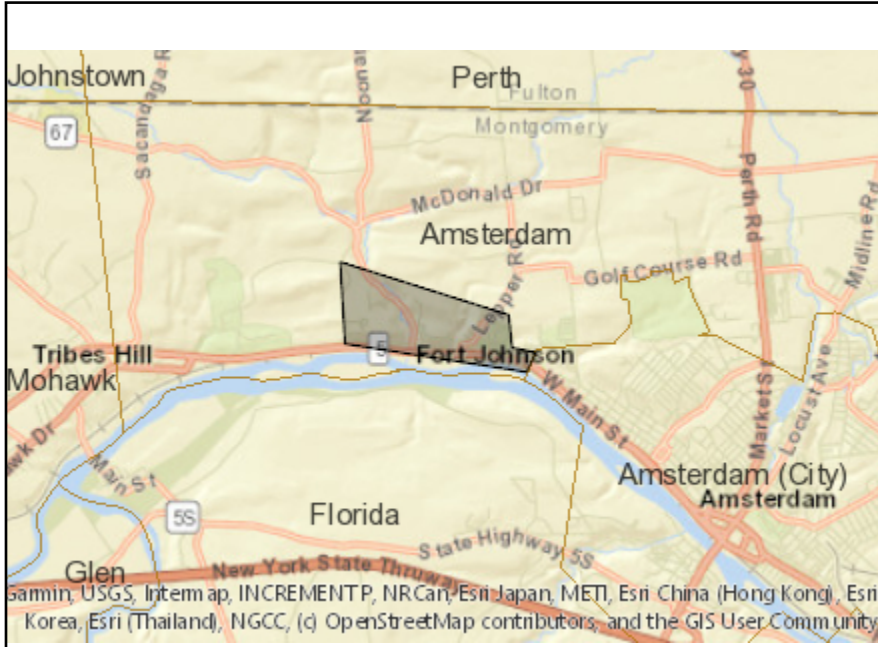 Johnstown
Perth
Fulton
Montgomery
67
Sacandaga R
Noonan
y 30
McDonald Dr
Perth Rd
Midline Rd
Amsterdam
Golf Course Rd
Lepper Rd
5
Tribes Hill
Fort Johnson
Mohawk
W Main St
Market St
Locust Ave
awk Dr
Main St
Amsterdam (City)
Amsterdam
5S
Florida
State Highway 5S
Glen
New York State Thruway
Garmin, USGS, Intermap, INCREMENT P, NRCan, Esri Japan, METI, Esri China (Hong Kong), Esri
Korea, Esri (Thailand), NGCC, (c) OpenStreetMap contributors, and the GIS User Community